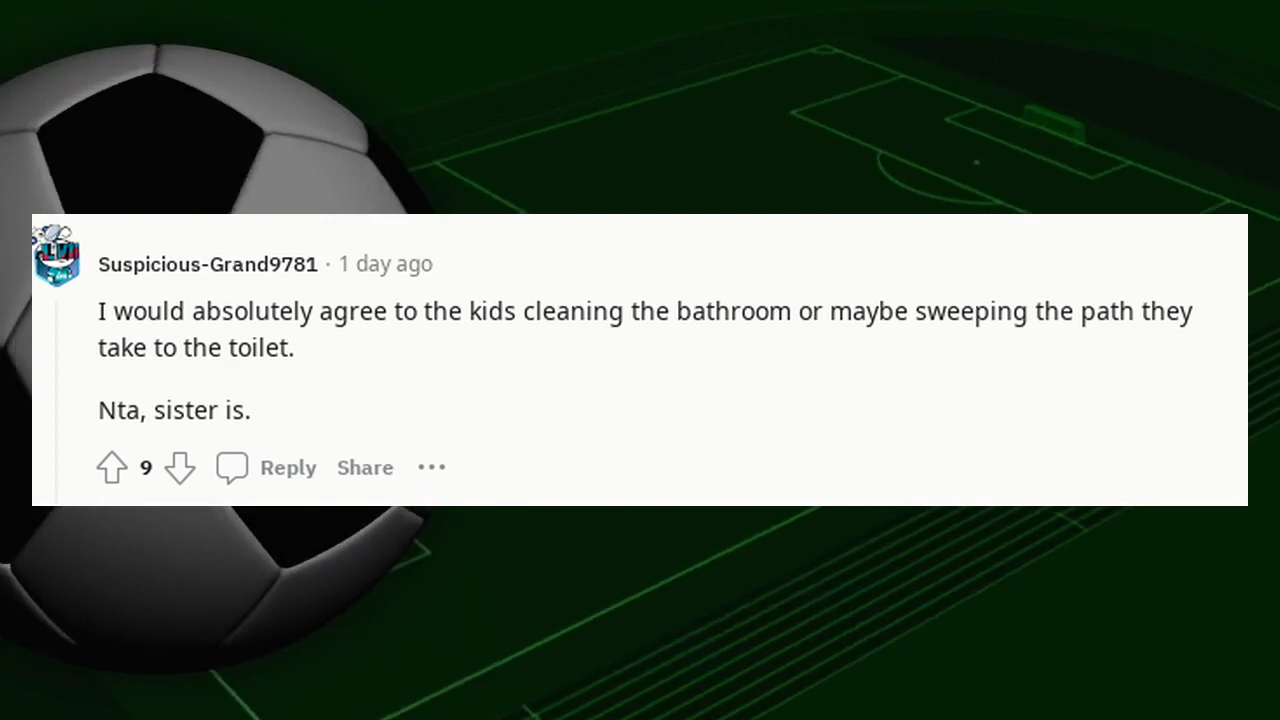 Suspicious-Grand9781 · 1 day ago
I would absolutely agree to the kids cleaning the bathroom or maybe sweeping the path they
take to the toilet.
Nta, sister is.
9 Reply Share ···